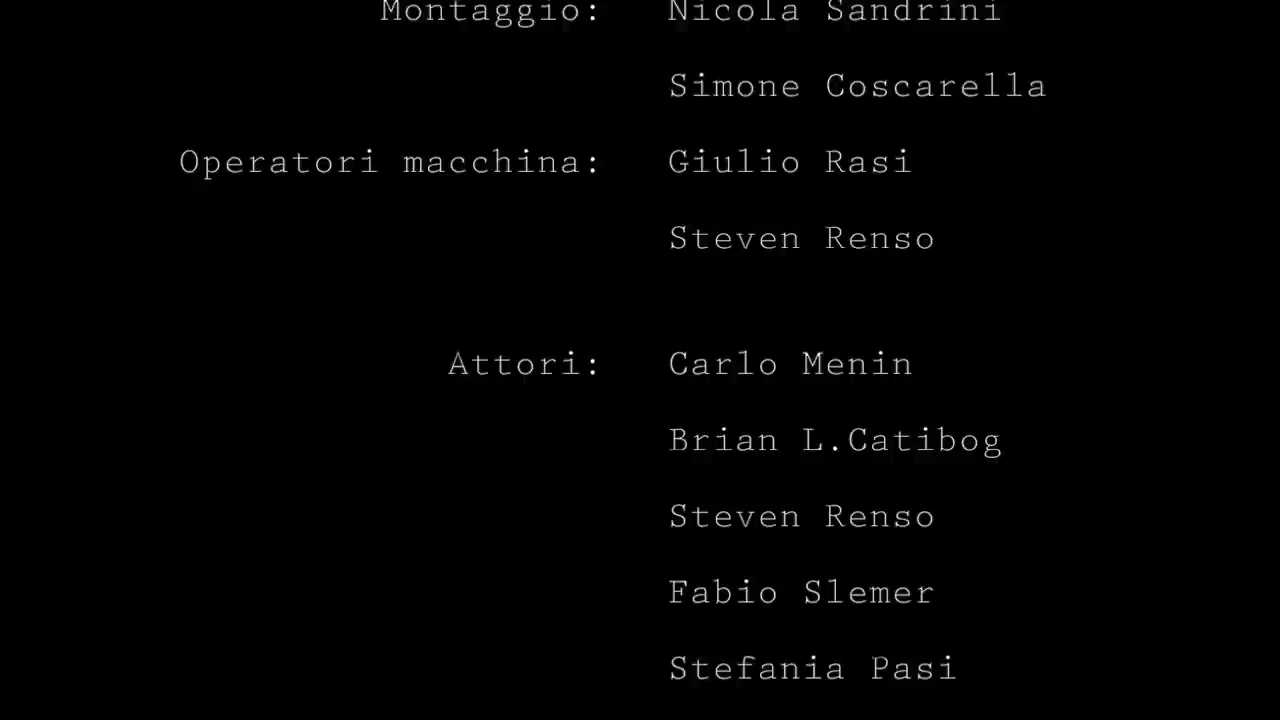 Montaggio: Nicola Sandrini
Simone Coscarella
Operatori macchina: Giulio Rasi
Steven Renso
Attori: Carlo Menin
Brian L.Catibog
Steven Renso
Fabio Slemer
Stefania Pasi